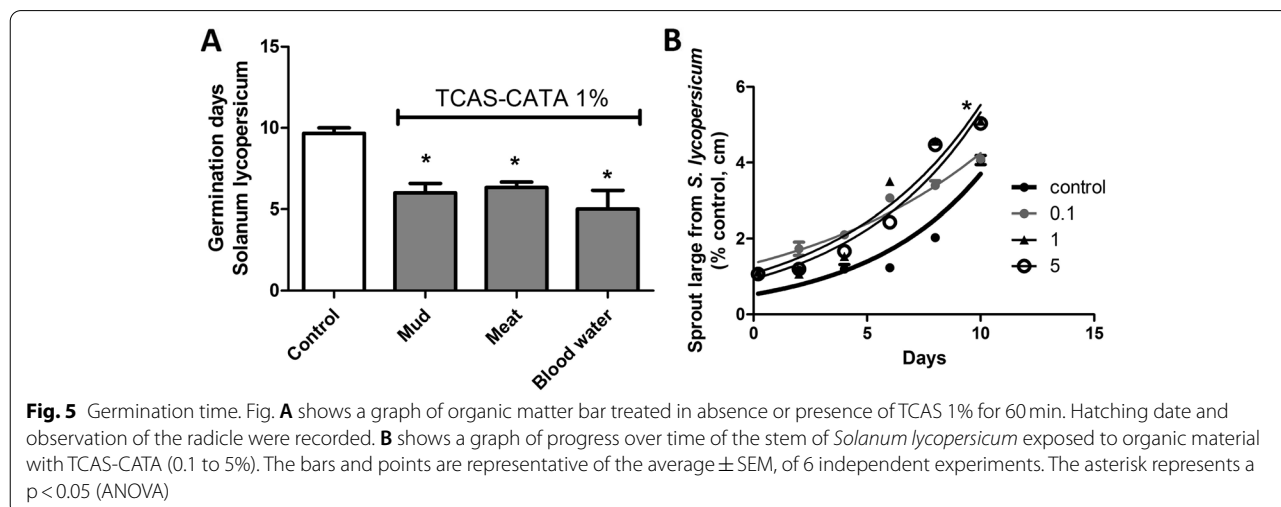 A
Germination days
Solanum lycopersicum
15
10
5
0
TCAS-CATA 1%
*
*
*
Control
Mud
Meat
Blood water
B
Sprout large from S. lycopersicum
(% control, cm)
6
4
2
0
*
0
5
10
15
Days
control
0.1
1
5
Fig. 5 Germination time. Fig. A shows a graph of organic matter bar treated in absence or presence of TCAS 1% for 60 min. Hatching date and
observation of the radicle were recorded. B shows a graph of progress over time of the stem of Solanum lycopersicum exposed to organic material
with TCAS-CATA (0.1 to 5%). The bars and points are representative of the average ± SEM, of 6 independent experiments. The asterisk represents a
p < 0.05 (ANOVA)